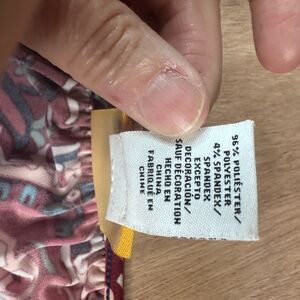 96% POLIÉSTER/
POLYESTER
4% SPANDEX/
SPANDEX
EXCEPTO
DECORACIÓN/
SAUF DÉCORATION
HECHO EN
CHINA
FABRIQUÉ EN
CHINE